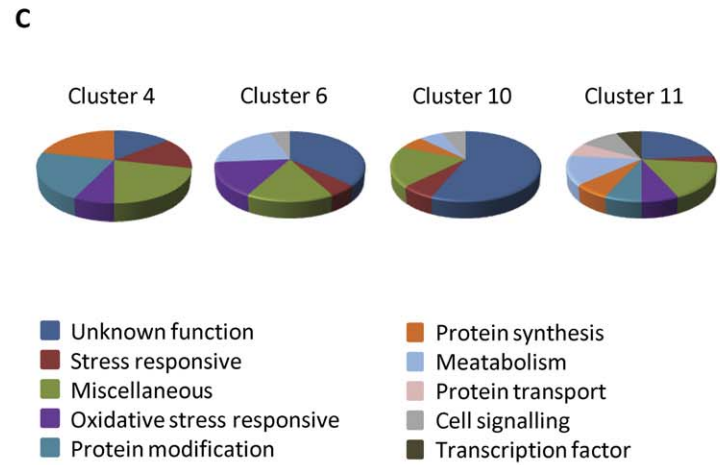 C
Cluster 4
Cluster 6
Cluster 10
Cluster 11
Unknown function
Stress responsive
Miscellaneous
Oxidative stress responsive
Protein modification
Protein synthesis
Meatabolism
Protein transport
Cell signalling
Transcription factor